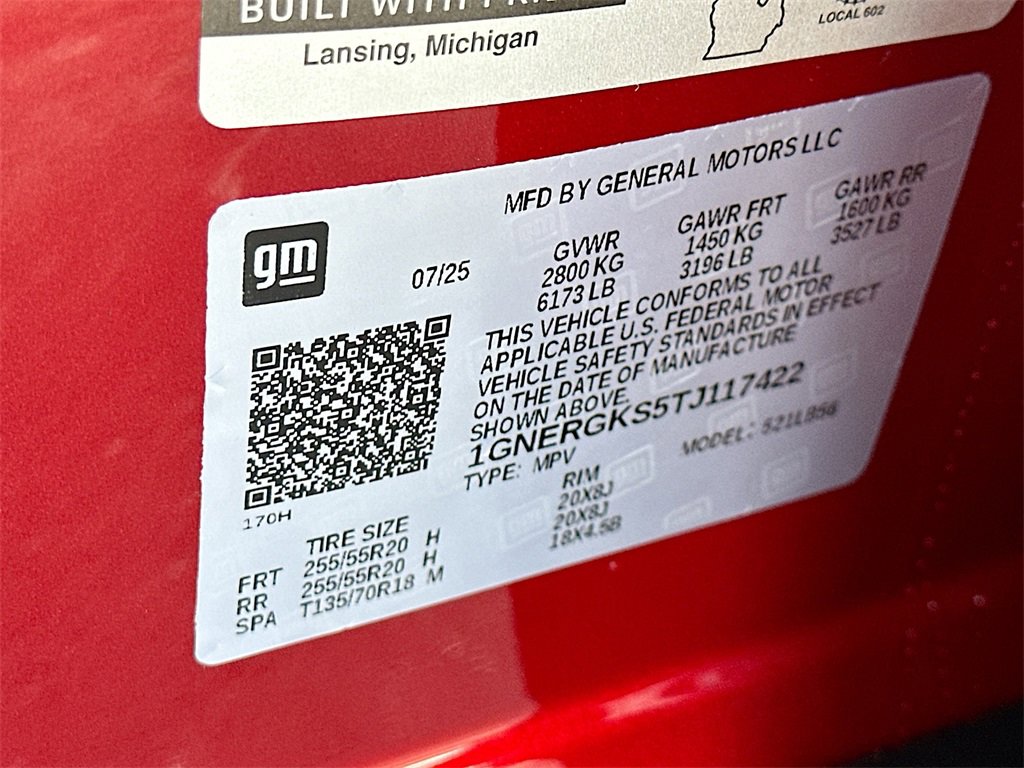 BUILT WITH PRI
Lansing, Michigan
LOCAL 602
MFD BY GENERAL MOTORS LLC
gm
07/25
GVWR
2800 KG
6173 LB
GAWR FRT
1450 KG
3196 LB
GAWR RR
1600 KG
3527 LB
THIS VEHICLE CONFORMS TO ALL
APPLICABLE U.S. FEDERAL MOTOR
VEHICLE SAFETY STANDARDS IN EFFECT
ON THE DATE OF MANUFACTURE
SHOWN ABOVE.
1GNERGKS5TJ117422
TYPE: MPV
MODEL: 521LB56
170H
TIRE SIZE
RIM
FRT 255/55R20 H 20X8J
RR 255/55R20 H 20X8J
SPA T135/70R18 M 18X4.5B